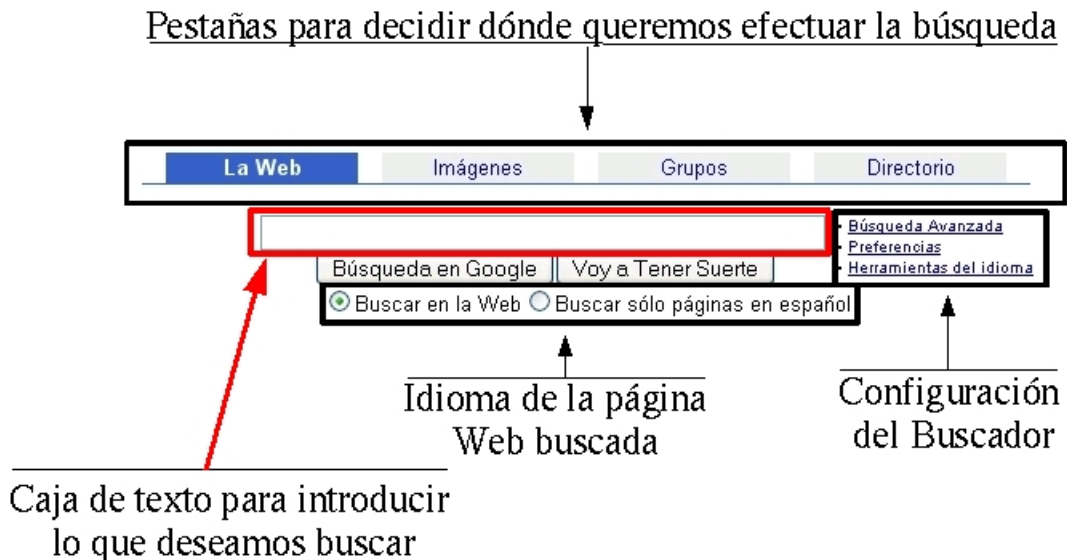 Pestañas para decidir dónde queremos efectuar la búsqueda
La Web Imágenes Grupos Directorio
Búsqueda Avanzada
Preferencias
Herramientas del idioma
Búsqueda en Google Voy a Tener Suerte
Buscar en la Web Buscar sólo páginas en español
Idioma de la página
Web buscada
Configuración
del Buscador
Caja de texto para introducir
lo que deseamos buscar